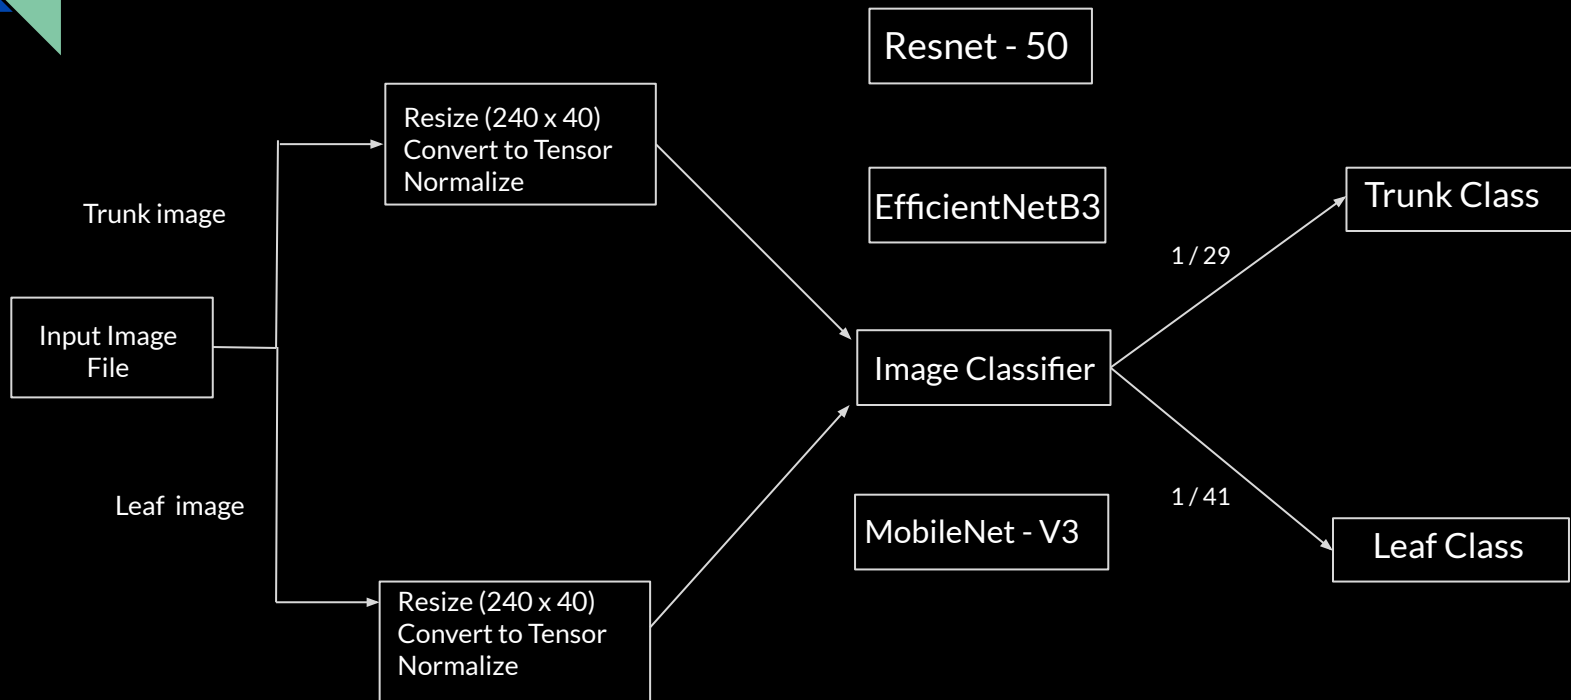 Resnet - 50
Resize (240 x 40)
Convert to Tensor
Normalize
Trunk image
EfficientNetB3
Trunk Class
1 / 29
Input Image
File
Image Classifier
Leaf image
1 / 41
MobileNet - V3
Leaf Class
Resize (240 x 40)
Convert to Tensor
Normalize